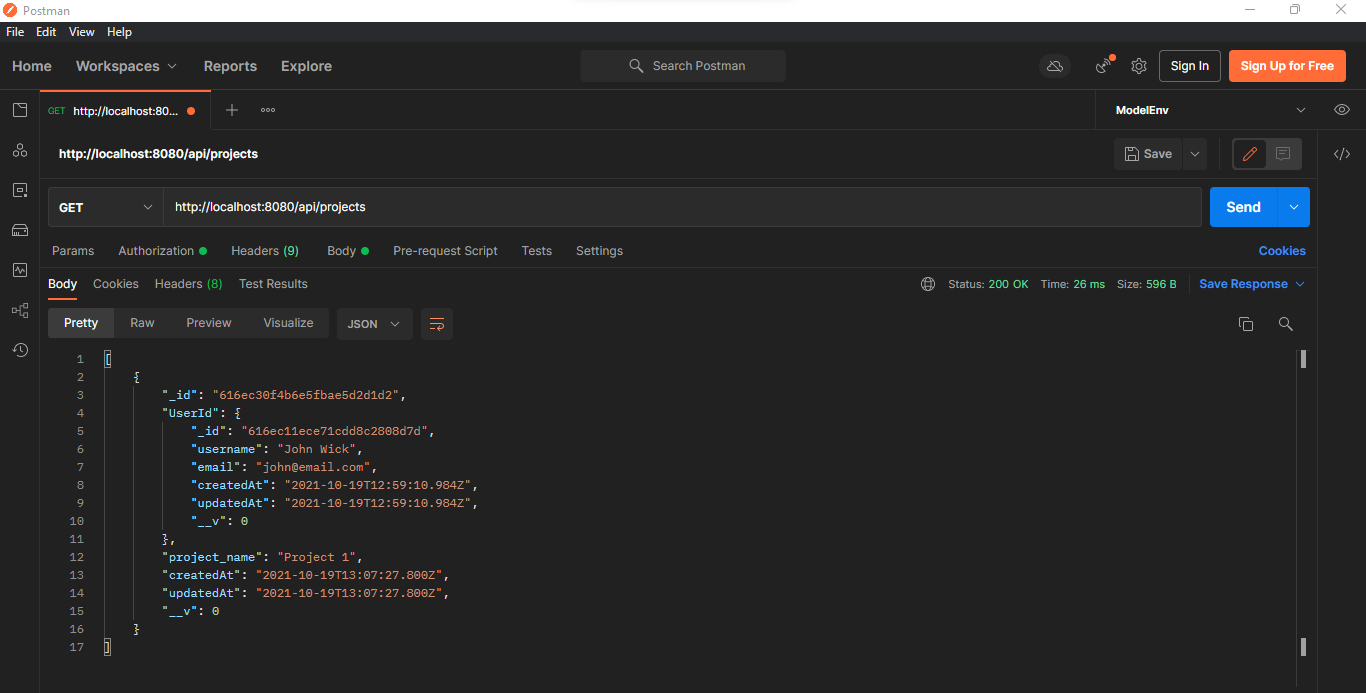 Postman
File Edit View Help
Home Workspaces Reports Explore Search Postman Sign In Sign Up for Free
GET http://localhost:80... ModelEnv
http://localhost:8080/api/projects Save
GET http://localhost:8080/api/projects Send
Params Authorization Headers (9) Body Pre-request Script Tests Settings Cookies
Body Cookies Headers (8) Test Results Status: 200 OK Time: 26 ms Size: 596 B Save Response
Pretty Raw Preview Visualize JSON
1 [
2 {
3 "_id": "616ec30f4b6e5fbae5d2d1d2",
4 "UserId": {
5 "_id": "616ec11ece71cdd8c2808d7d",
6 "username": "John Wick",
7 "email": "john@email.com",
8 "createdAt": "2021-10-19T12:59:10.984Z",
9 "updatedAt": "2021-10-19T12:59:10.984Z",
10 "__v": 0
11 },
12 "project_name": "Project 1",
13 "createdAt": "2021-10-19T13:07:27.800Z",
14 "updatedAt": "2021-10-19T13:07:27.800Z",
15 "__v": 0
16 }
17 ]